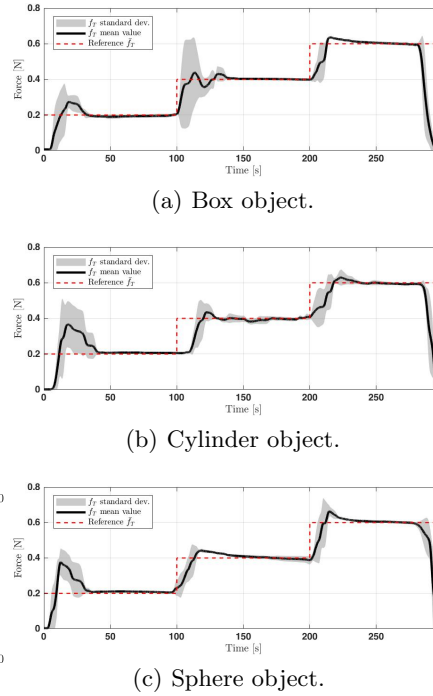 (a)
0.8
f_T standard dev.
f_T mean value
Reference f̄_T
0.6
Force [N]
0.4
0.2
0
0 50 100 150 200 250
Time [s]
(a) Box object.
0.8
f_T standard dev.
f_T mean value
Reference f̄_T
0.6
Force [N]
0.4
0.2
0
0 50 100 150 200 250
Time [s]
(b) Cylinder object.
0.8
f_T standard dev.
f_T mean value
Reference f̄_T
0.6
Force [N]
0.4
0.2
0
0 50 100 150 200 250
Time [s]
(c) Sphere object.